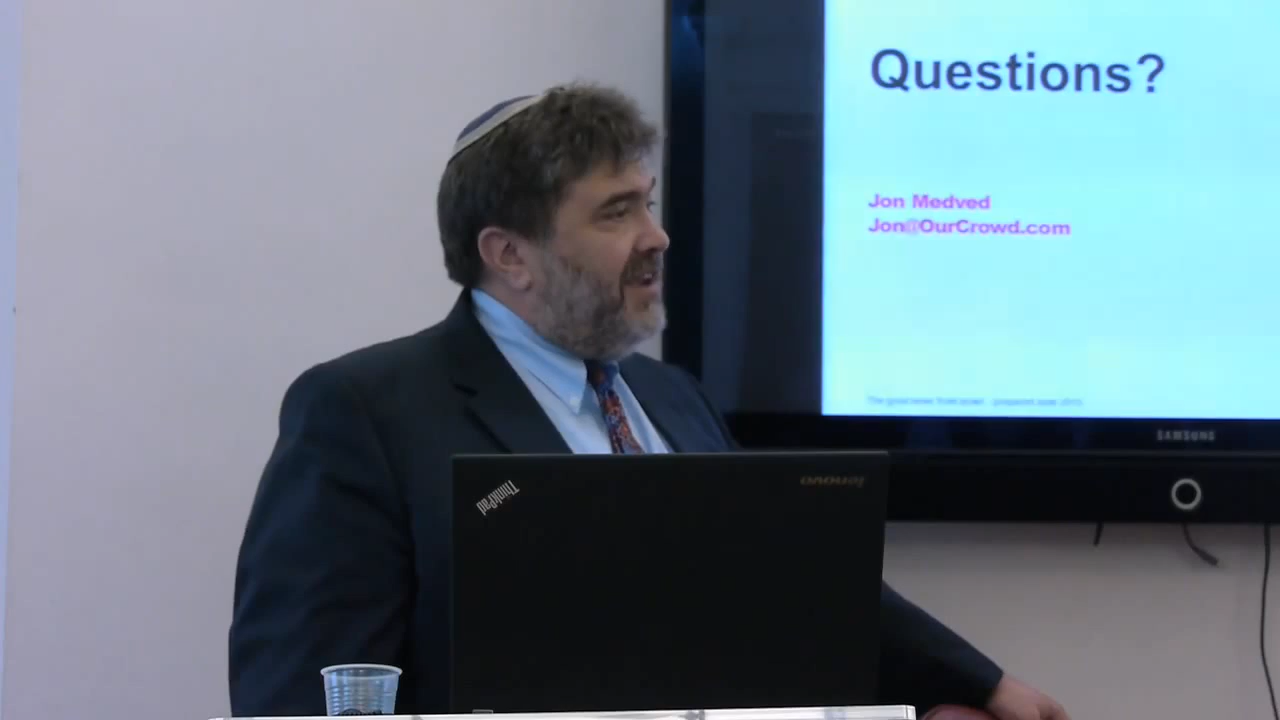 Questions?
Jon Medved
Jon@OurCrowd.com
SAMSUNG
ThinkPad
lenovo